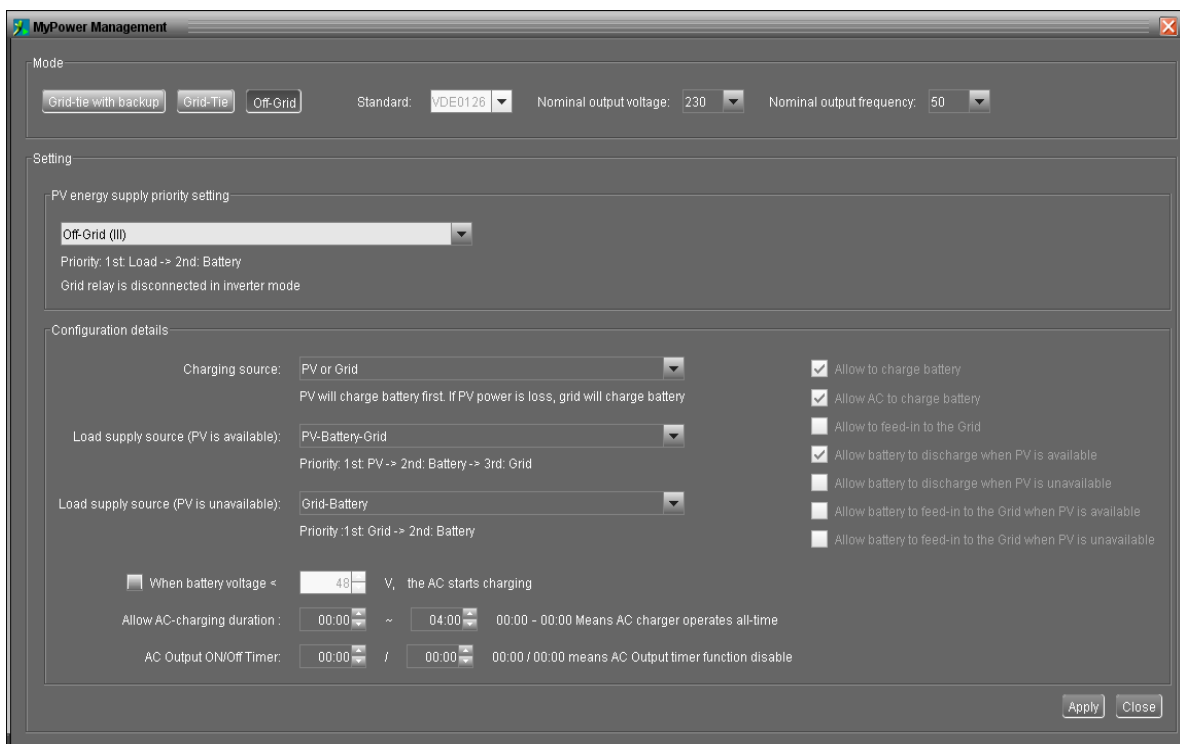 MyPower Management
Mode
Grid-tie with backup Grid-Tie Off-Grid Standard: VDE0126 Nominal output voltage: 230 Nominal output frequency: 50
Setting
PV energy supply priority setting
Off-Grid (III)
Priority: 1st: Load -> 2nd: Battery
Grid relay is disconnected in inverter mode
Configuration details
Charging source: PV or Grid
PV will charge battery first. If PV power is loss, grid will charge battery
Load supply source (PV is available): PV-Battery-Grid
Priority: 1st: PV -> 2nd: Battery -> 3rd: Grid
Load supply source (PV is unavailable): Grid-Battery
Priority :1st: Grid -> 2nd: Battery
Allow to charge battery
Allow AC to charge battery
Allow to feed-in to the Grid
Allow battery to discharge when PV is available
Allow battery to discharge when PV is unavailable
Allow battery to feed-in to the Grid when PV is available
Allow battery to feed-in to the Grid when PV is unavailable
When battery voltage < 48 V, the AC starts charging
Allow AC-charging duration : 00:00 ~ 04:00 00:00 - 00:00 Means AC charger operates all-time
AC Output ON/Off Timer: 00:00 / 00:00 00:00 / 00:00 means AC Output timer function disable
Apply Close